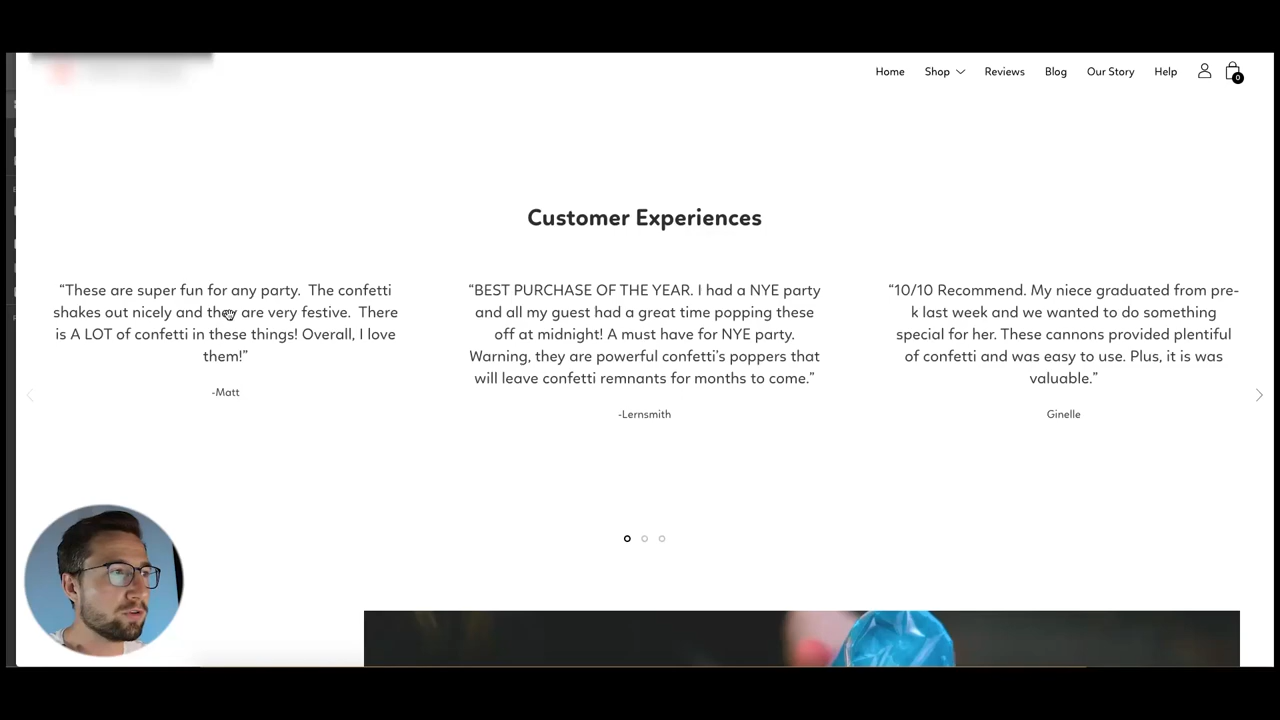 Home Shop Reviews Blog Our Story Help 0
Customer Experiences
“These are super fun for any party.  The confetti
shakes out nicely and they are very festive.  There
is A LOT of confetti in these things! Overall, I love
them!”
-Matt
“BEST PURCHASE OF THE YEAR. I had a NYE party
and all my guest had a great time popping these
off at midnight! A must have for NYE party.
Warning, they are powerful confetti’s poppers that
will leave confetti remnants for months to come.”
-Lernsmith
“10/10 Recommend. My niece graduated from pre-
k last week and we wanted to do something
special for her. These cannons provided plentiful
of confetti and was easy to use. Plus, it is was
valuable.”
Ginelle